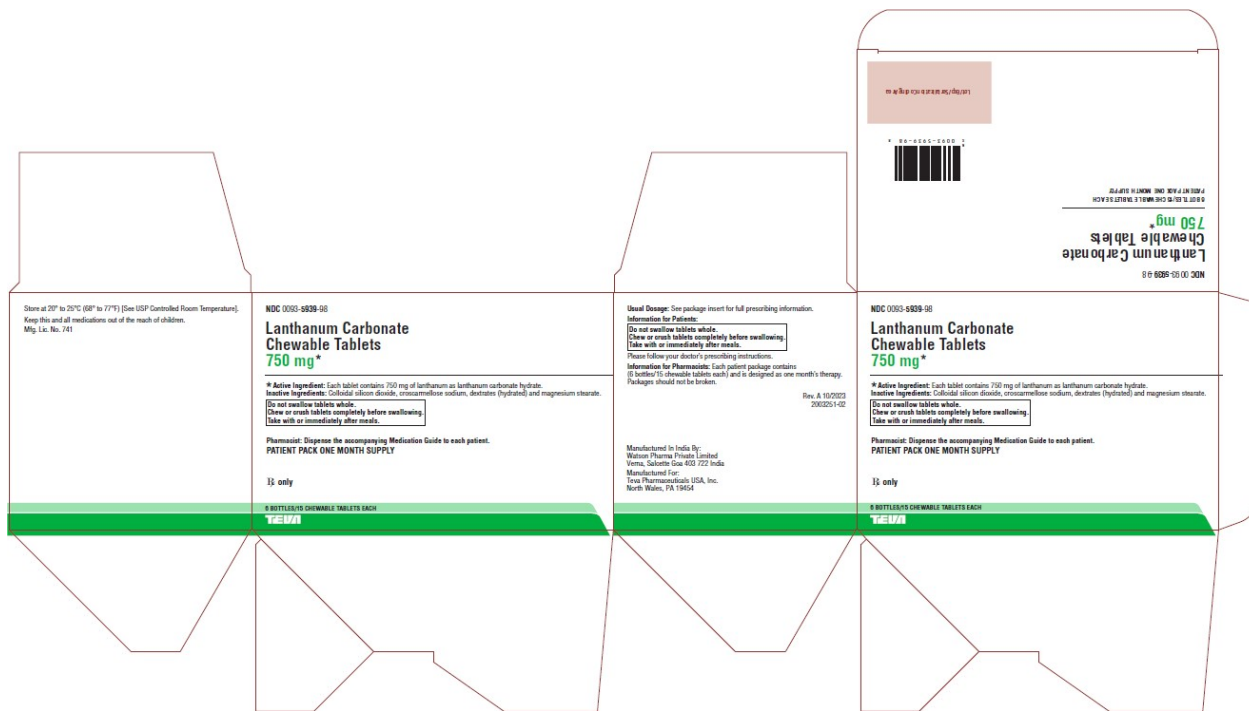 Lot/Exp/Serialization Coding Area
0093-5939-98
6 BOTTLES/15 CHEWABLE TABLETS EACH
PATIENT PACK ONE MONTH SUPPLY
750 mg*
Lanthanum Carbonate
Chewable Tablets
NDC 0093-5939-98
Store at 20° to 25°C (68° to 77°F) [See USP Controlled Room Temperature].
Keep this and all medications out of the reach of children.
Mfg. Lic. No. 741
NDC 0093-5939-98
Lanthanum Carbonate
Chewable Tablets
750 mg*
*Active Ingredient: Each tablet contains 750 mg of lanthanum as lanthanum carbonate hydrate.
Inactive Ingredients: Colloidal silicon dioxide, croscarmellose sodium, dextrates (hydrated) and magnesium stearate.
Do not swallow tablets whole.
Chew or crush tablets completely before swallowing.
Take with or immediately after meals.
Pharmacist: Dispense the accompanying Medication Guide to each patient.
PATIENT PACK ONE MONTH SUPPLY
℞ only
6 BOTTLES/15 CHEWABLE TABLETS EACH
TEVA
Usual Dosage: See package insert for full prescribing information.
Information for Patients:
Do not swallow tablets whole.
Chew or crush tablets completely before swallowing.
Take with or immediately after meals.
Please follow your doctor's prescribing instructions.
Information for Pharmacists: Each patient package contains
(6 bottles/15 chewable tablets each) and is designed as one month's therapy.
Packages should not be broken.
Rev. A 10/2023
2003251-02
Manufactured In India By:
Watson Pharma Private Limited
Verna, Salcette Goa 403 722 India
Manufactured For:
Teva Pharmaceuticals USA, Inc.
North Wales, PA 19454
NDC 0093-5939-98
Lanthanum Carbonate
Chewable Tablets
750 mg*
*Active Ingredient: Each tablet contains 750 mg of lanthanum as lanthanum carbonate hydrate.
Inactive Ingredients: Colloidal silicon dioxide, croscarmellose sodium, dextrates (hydrated) and magnesium stearate.
Do not swallow tablets whole.
Chew or crush tablets completely before swallowing.
Take with or immediately after meals.
Pharmacist: Dispense the accompanying Medication Guide to each patient.
PATIENT PACK ONE MONTH SUPPLY
℞ only
6 BOTTLES/15 CHEWABLE TABLETS EACH
TEVA